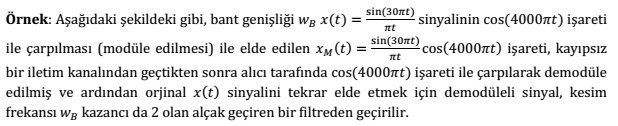 Örnek: Aşağıdaki şekildeki gibi, bant genişliği w_B x(t) = sin(30πt)/πt sinyalinin cos(4000πt) işareti
ile çarpılması (modüle edilmesi) ile elde edilen x_M(t) = sin(30πt)/πt cos(4000πt) işareti, kayıpsız
bir iletim kanalından geçtikten sonra alıcı tarafında cos(4000πt) işareti ile çarpılarak demodüle
edilmiş ve ardından orjinal x(t) sinyalini tekrar elde etmek için demodüleli sinyal, kesim
frekansı w_B kazancı da 2 olan alçak geçiren bir filtreden geçirilir.